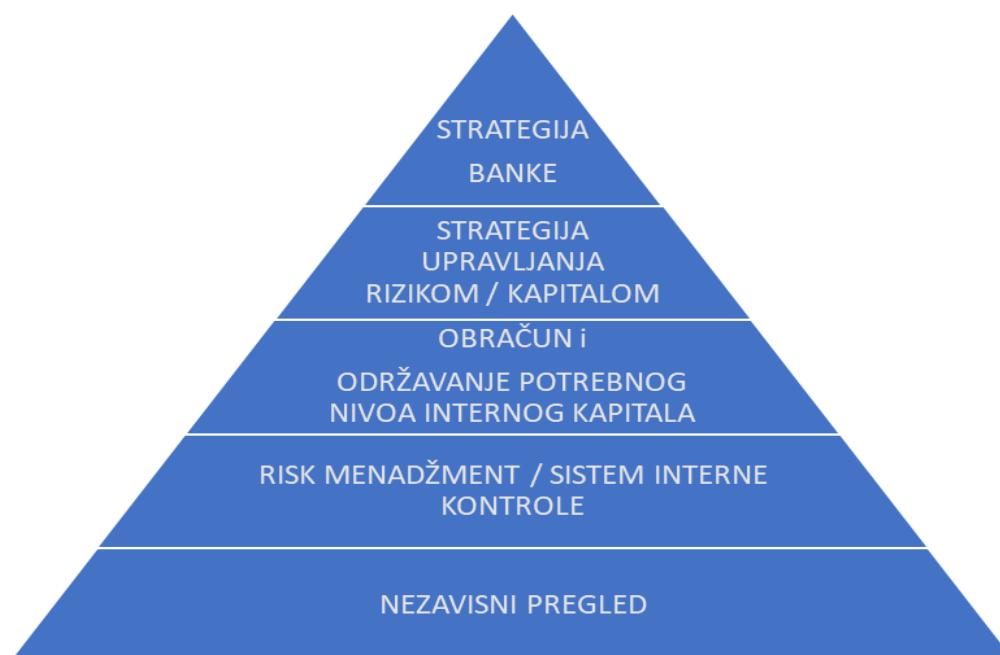 STRATEGIJA
BANKE
STRATEGIJA
UPRAVLJANJA
RIZIKOM / KAPITALOM
OBRAČUN i
ODRŽAVANJE POTREBNOG
NIVOA INTERNOG KAPITALA
RISK MENADŽMENT / SISTEM INTERNE
KONTROLE
NEZAVISNI PREGLED